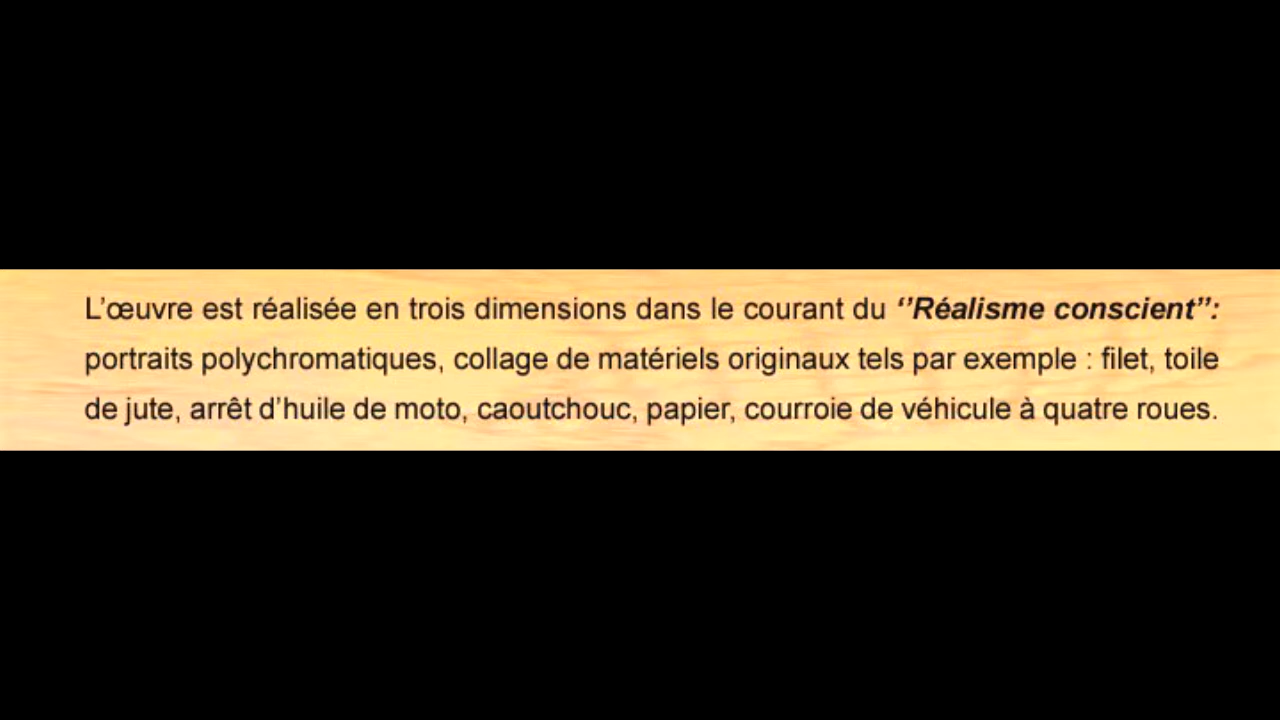 L’œuvre est réalisée en trois dimensions dans le courant du ‘’Réalisme conscient’’:
portraits polychromatiques, collage de matériels originaux tels par exemple : filet, toile
de jute, arrêt d’huile de moto, caoutchouc, papier, courroie de véhicule à quatre roues.